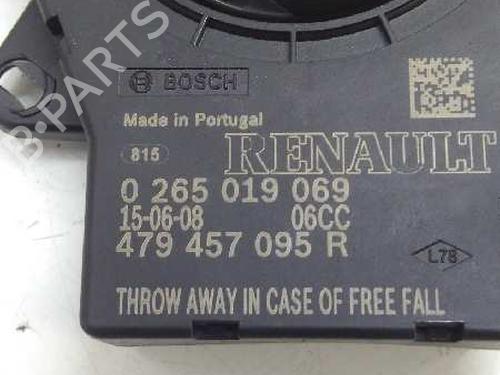 BOSCH
Made in Portugal
815
RENAULT
0 265 019 069
15-06-08 06CC
479 457 095 R
L78
THROW AWAY IN CASE OF FREE FALL
B-PARTS